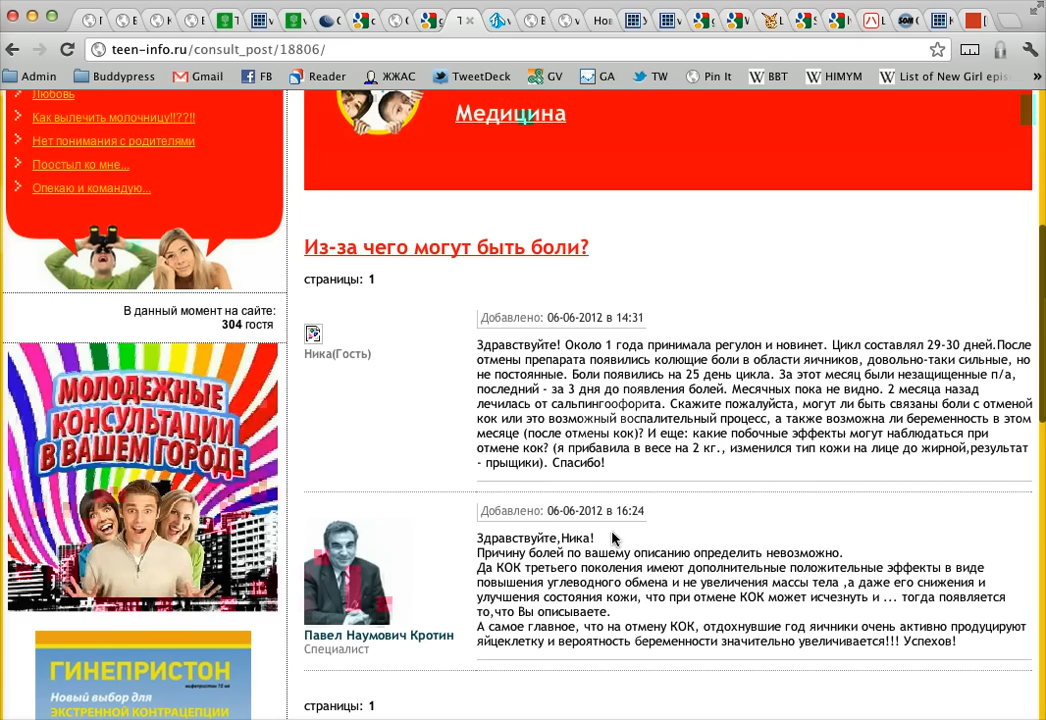 teen-info.ru/consult_post/18806/
Admin
Buddypress
Gmail
FB
Reader
ЖЖАС
TweetDeck
GV
GA
TW
Pin It
BBT
HIMYM
List of New Girl epis
Любовь
Как вылечить молочницу!!??!!
Нет понимания с родителями
Поостыл ко мне...
Опекаю и командую...
В данный момент на сайте:
304 гостя
МОЛОДЕЖНЫЕ
КОНСУЛЬТАЦИИ
В ВАШЕМ ГОРОДЕ
ГИНЕПРИСТОН
Новый выбор для
ЭКСТРЕННОЙ КОНТРАЦЕПЦИИ
Медицина
Из-за чего могут быть боли?
страницы: 1
Ника(Гость)
Добавлено: 06-06-2012 в 14:31
Здравствуйте! Около 1 года принимала регулон и новинет. Цикл составлял 29-30 дней.После
отмены препарата появились колющие боли в области яичников, довольно-таки сильные, но
не постоянные. Боли появились на 25 день цикла. За этот месяц были незащищенные п/а,
последний - за 3 дня до появления болей. Месячных пока не видно. 2 месяца назад
лечилась от сальпингоофорита. Скажите пожалуйста, могут ли быть связаны боли с отменой
кок или это возможный воспалительный процесс, а также возможна ли беременность в этом
месяце (после отмены кок)? И еще: какие побочные эффекты могут наблюдаться при
отмене кок? (я прибавила в весе на 2 кг., изменился тип кожи на лице до жирной,результат
- прыщики). Спасибо!
Добавлено: 06-06-2012 в 16:24
Здравствуйте,Ника!
Причину болей по вашему описанию определить невозможно.
Да КОК третьего поколения имеют дополнительные положительные эффекты в виде
повышения углеводного обмена и не увеличения массы тела ,а даже его снижения и
улучшения состояния кожи, что при отмене КОК может исчезнуть и ... тогда появляется
то,что Вы описываете.
А самое главное, что на отмену КОК, отдохнувшие год яичники очень активно продуцируют
яйцеклетку и вероятность беременности значительно увеличивается!!! Успехов!
Павел Наумович Кротин
Специалист
страницы: 1